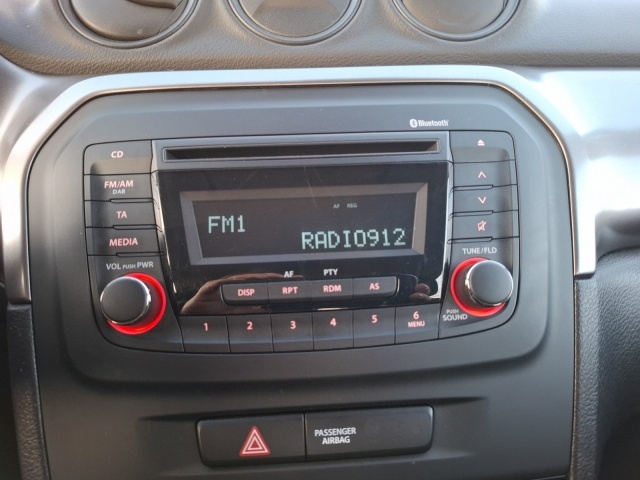 Bluetooth
CD
FM/AM
DAB
TA
MEDIA
VOL PUSH PWR
AF REG
FM1
RADIO912
AF PTY
DISP RPT RDM AS
TUNE/FLD
PUSH
SOUND
1 2 3 4 5 6
MENU
PASSENGER
AIRBAG